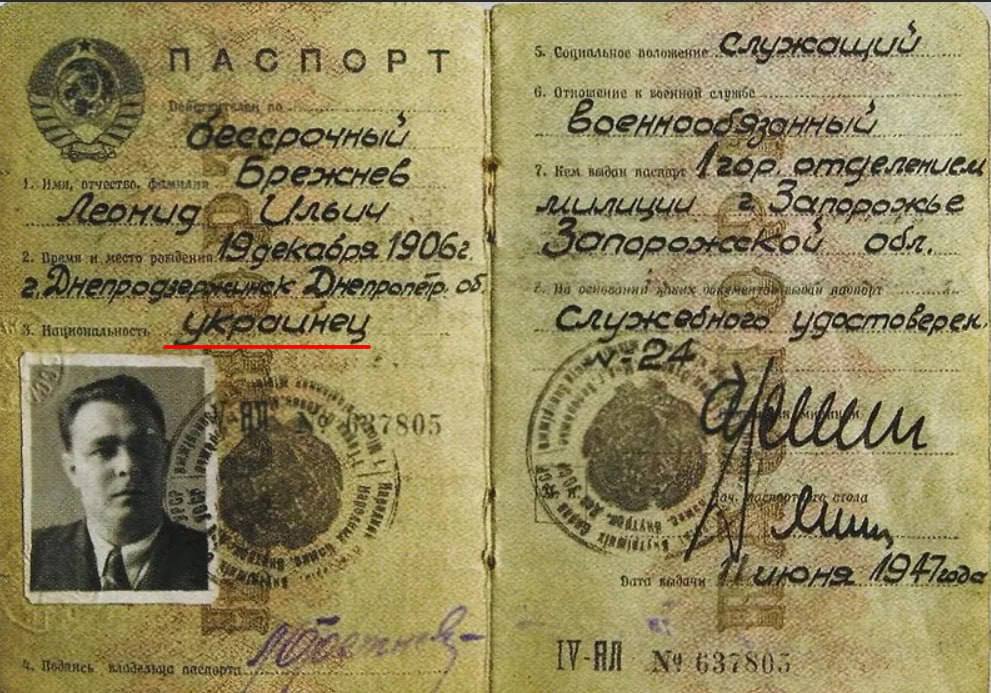 ПАСПОРТ
Действителен по
бессрочный
1. Имя, отчество, фамилия Брежнев
Леонид Ильич
2. Время и место рождения 19 декабря 1906г.
г. Днепродзержинск Днепропетр. об.
3. Национальность украинец
IV-ЯЛ № 637805
4. Подпись владельца паспорта
5. Социальное положение служащий
6. Отношение к военной службе
военнообязанный
7. Кем выдан паспорт 1 гор. отделением
милиции г. Запорожье
Запорожской обл.
8. На основании каких документов выдан паспорт
служебного удостоверен.
v-24
Нач. паспортного стола
Дата выдачи 11 июня 1947 года
IV-ЯЛ № 637805